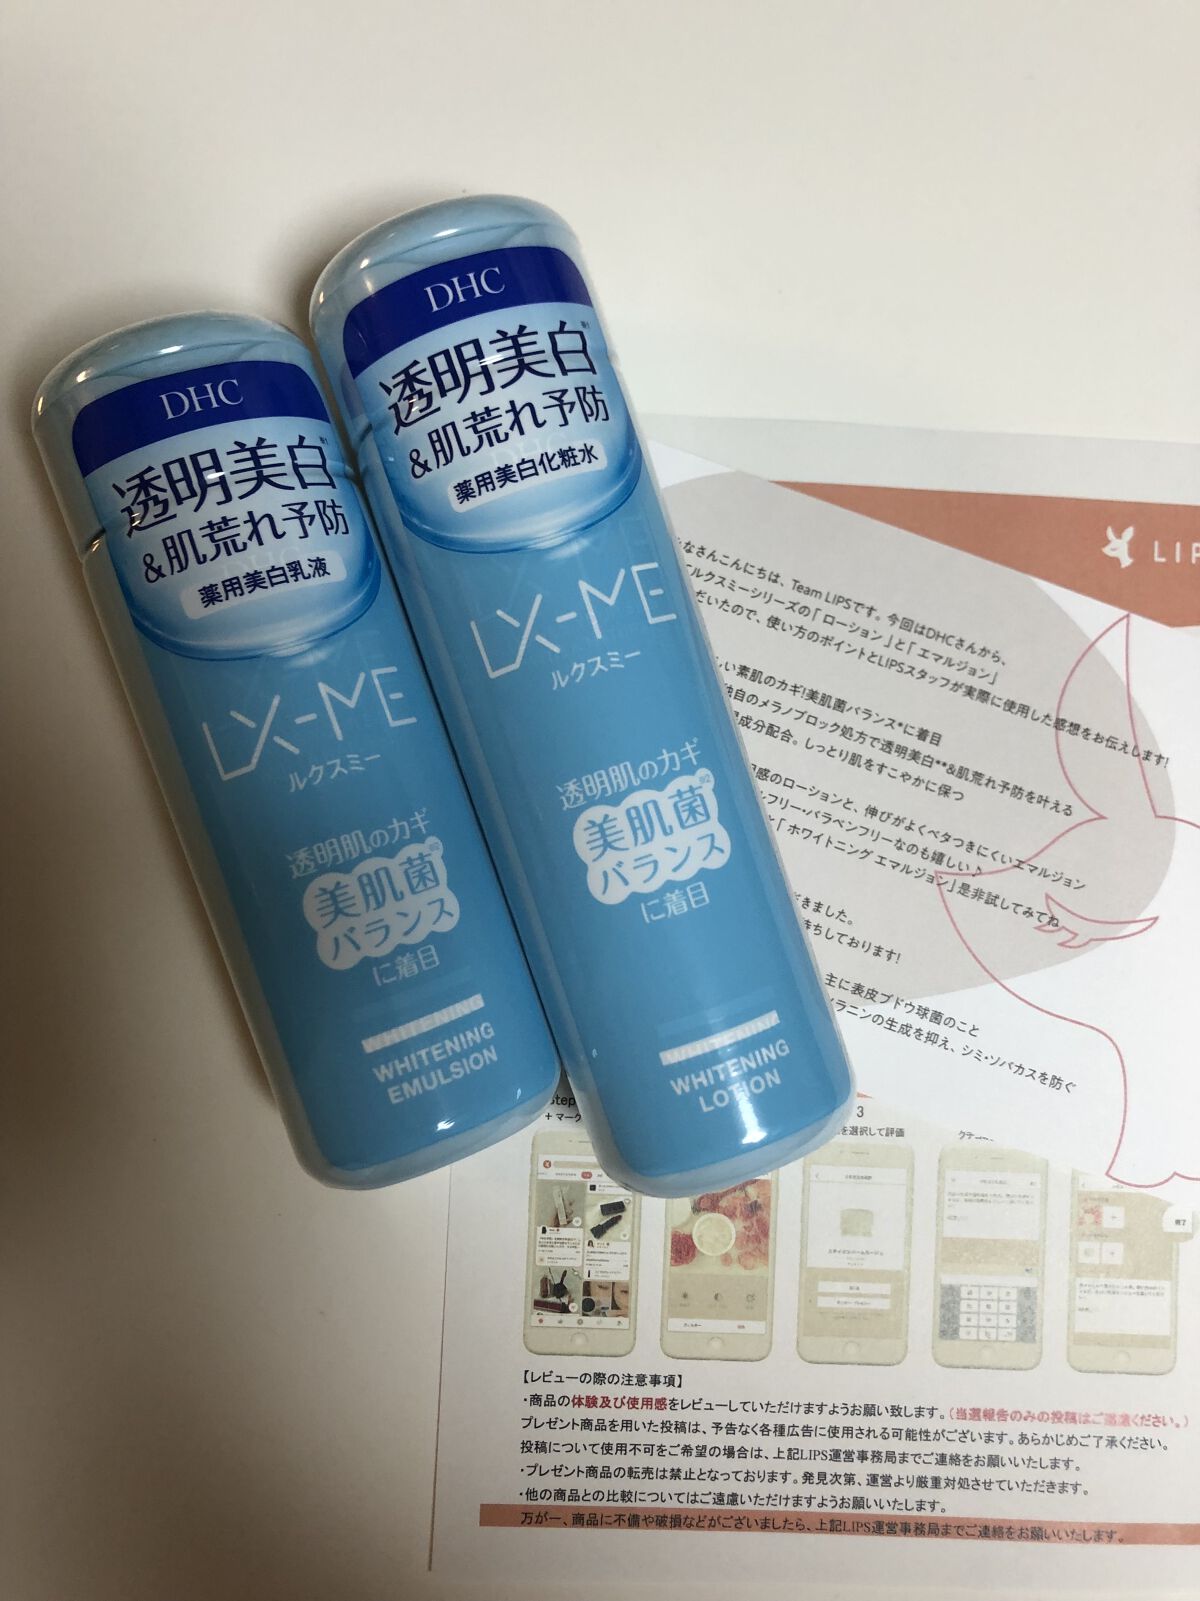 DHC
透明美白※1
&肌荒れ予防
薬用美白乳液
LX-ME
ルクスミー
透明肌のカギ
美肌菌※2
バランス
に着目
WHITENING
WHITENING
EMULSION
DHC
透明美白※1
&肌荒れ予防
薬用美白化粧水
LX-ME
ルクスミー
透明肌のカギ
美肌菌※2
バランス
に着目
WHITENING
WHITENING
LOTION
LIP
なさんこんにちは、Team LIPSです。今回はDHCさんから、
ルクスミーシリーズの「ローション」と「エマルジョン」
だいたので、使い方のポイントとLIPSスタッフが実際に使用した感想をお伝えします!
しい素肌のカギ!美肌菌バランス*に着目
独自のメラノブロック処方で透明美白**&肌荒れ予防を叶える
成分配合。しっとり肌をすこやかに保つ
感のローションと、伸びがよくベタつきにくいエマルジョン
フリー・パラベンフリーなのも嬉しい♪
と「ホワイトニング エマルジョン」是非試してみてね
きました。
待ちしております!
主に表皮ブドウ球菌のこと
メラニンの生成を抑え、シミ・ソバカスを防ぐ
step
+ マーク
3
を選択して評価
完了
【レビューの際の注意事項】
・商品の体験及び使用感をレビューしていただけますようお願い致します。(当選報告のみの投稿はご遠慮ください。)
プレゼント商品を用いた投稿は、予告なく各種広告に使用される可能性がございます。あらかじめご了承ください。
投稿について使用不可をご希望の場合は、上記LIPS運営事務局までご連絡をお願いいたします。
・プレゼント商品の転売は禁止となっております。発見次第、運営より厳重対処させていただきます。
・他の商品との比較についてはご遠慮いただけますようお願いいたします。
万が一、商品に不備や破損などがございましたら、上記LIPS運営事務局までご連絡をお願いいたします。